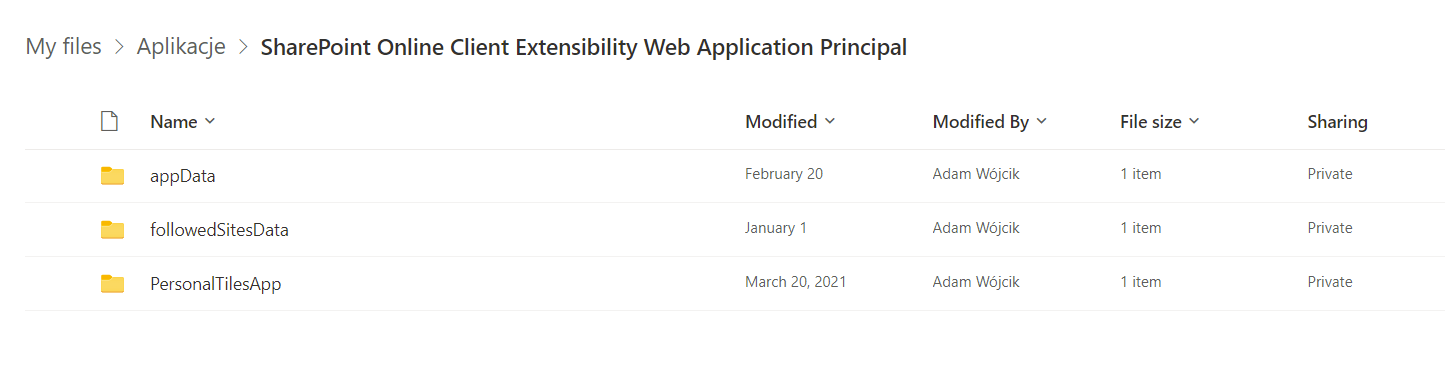 My files > Aplikacje > SharePoint Online Client Extensibility Web Application Principal
Name Modified Modified By File size Sharing
appData February 20 Adam Wójcik 1 item Private
followedSitesData January 1 Adam Wójcik 1 item Private
PersonalTilesApp March 20, 2021 Adam Wójcik 1 item Private